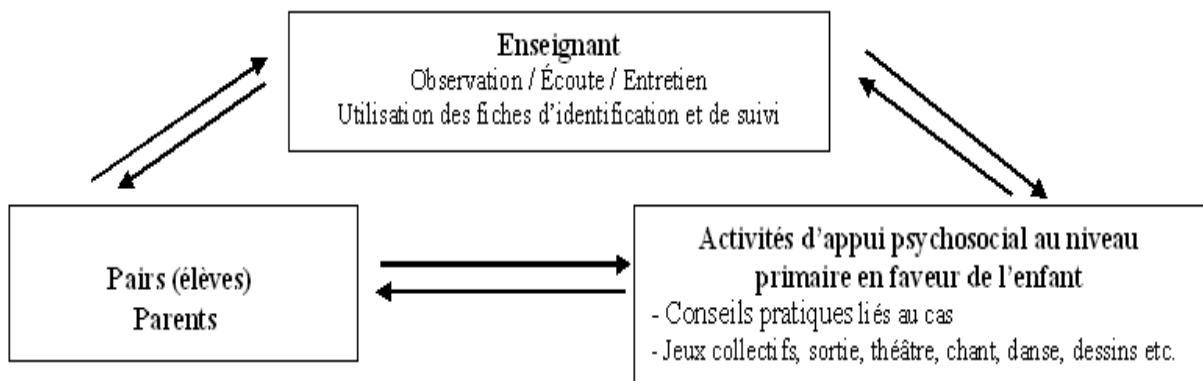 Enseignant
Observation / Écoute / Entretien
Utilisation des fiches d’identification et de suivi
Pairs (élèves)
Parents
Activités d’appui psychosocial au niveau
primaire en faveur de l’enfant
- Conseils pratiques liés au cas
- Jeux collectifs, sortie, théâtre, chant, danse, dessins etc.